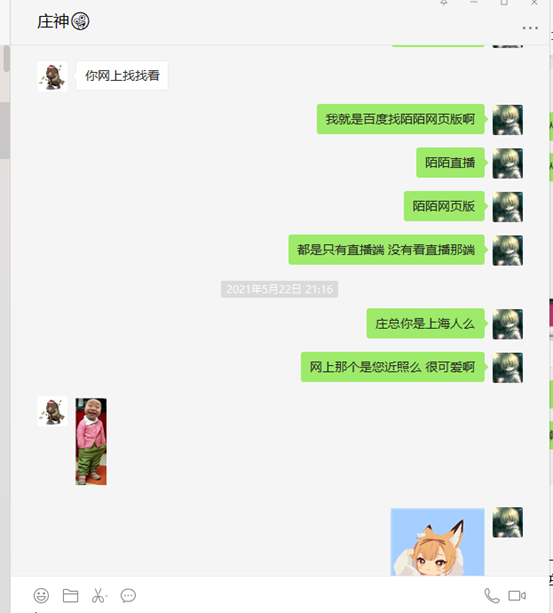 庄神
你网上找找看
我就是百度找陌陌网页版啊
陌陌直播
陌陌网页版
都是只有直播端 没有看直播那端
2021年5月22日 21:16
庄总你是上海人么
网上那个是您近照么 很可爱啊